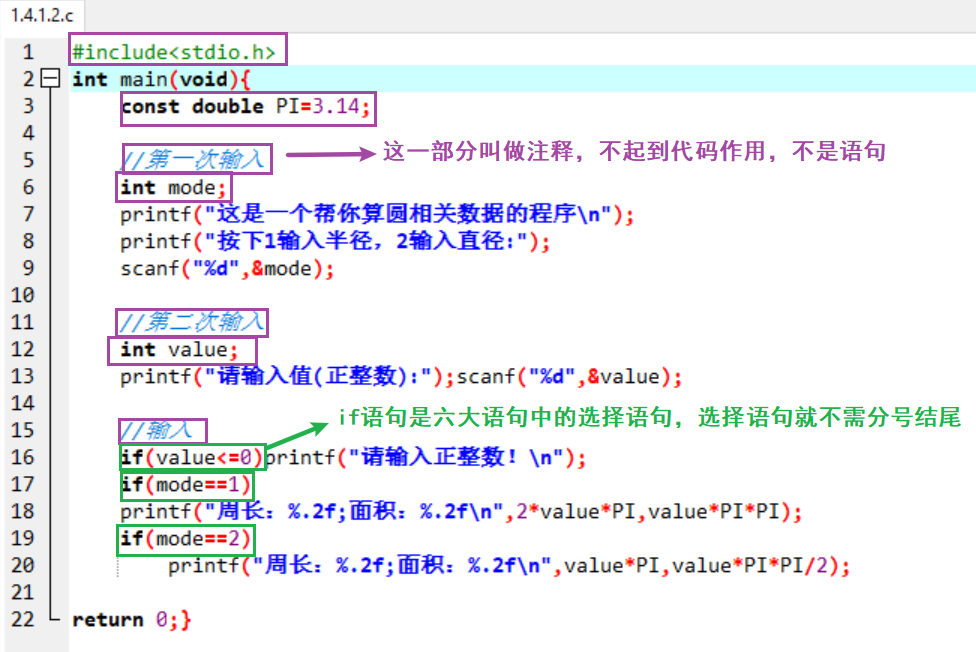 1.4.1.2.c
1 #include<stdio.h>
2 int main(void){
3 const double PI=3.14;
4
5 //第一次输入 这一部分叫做注释，不起到代码作用，不是语句
6 int mode;
7 printf("这是一个帮你算圆相关数据的程序\n");
8 printf("按下1输入半径，2输入直径:");
9 scanf("%d",&mode);
10
11 //第二次输入
12 int value;
13 printf("请输入值(正整数):");scanf("%d",&value);
14
if语句是六大语句中的选择语句，选择语句就不需分号结尾
15 //输入
16 if(value<=0)printf("请输入正整数！\n");
17 if(mode==1)
18 printf("周长：%.2f;面积：%.2f\n",2*value*PI,value*PI*PI);
19 if(mode==2)
20 printf("周长：%.2f;面积：%.2f\n",value*PI,value*PI*PI/2);
21
22 return 0;}